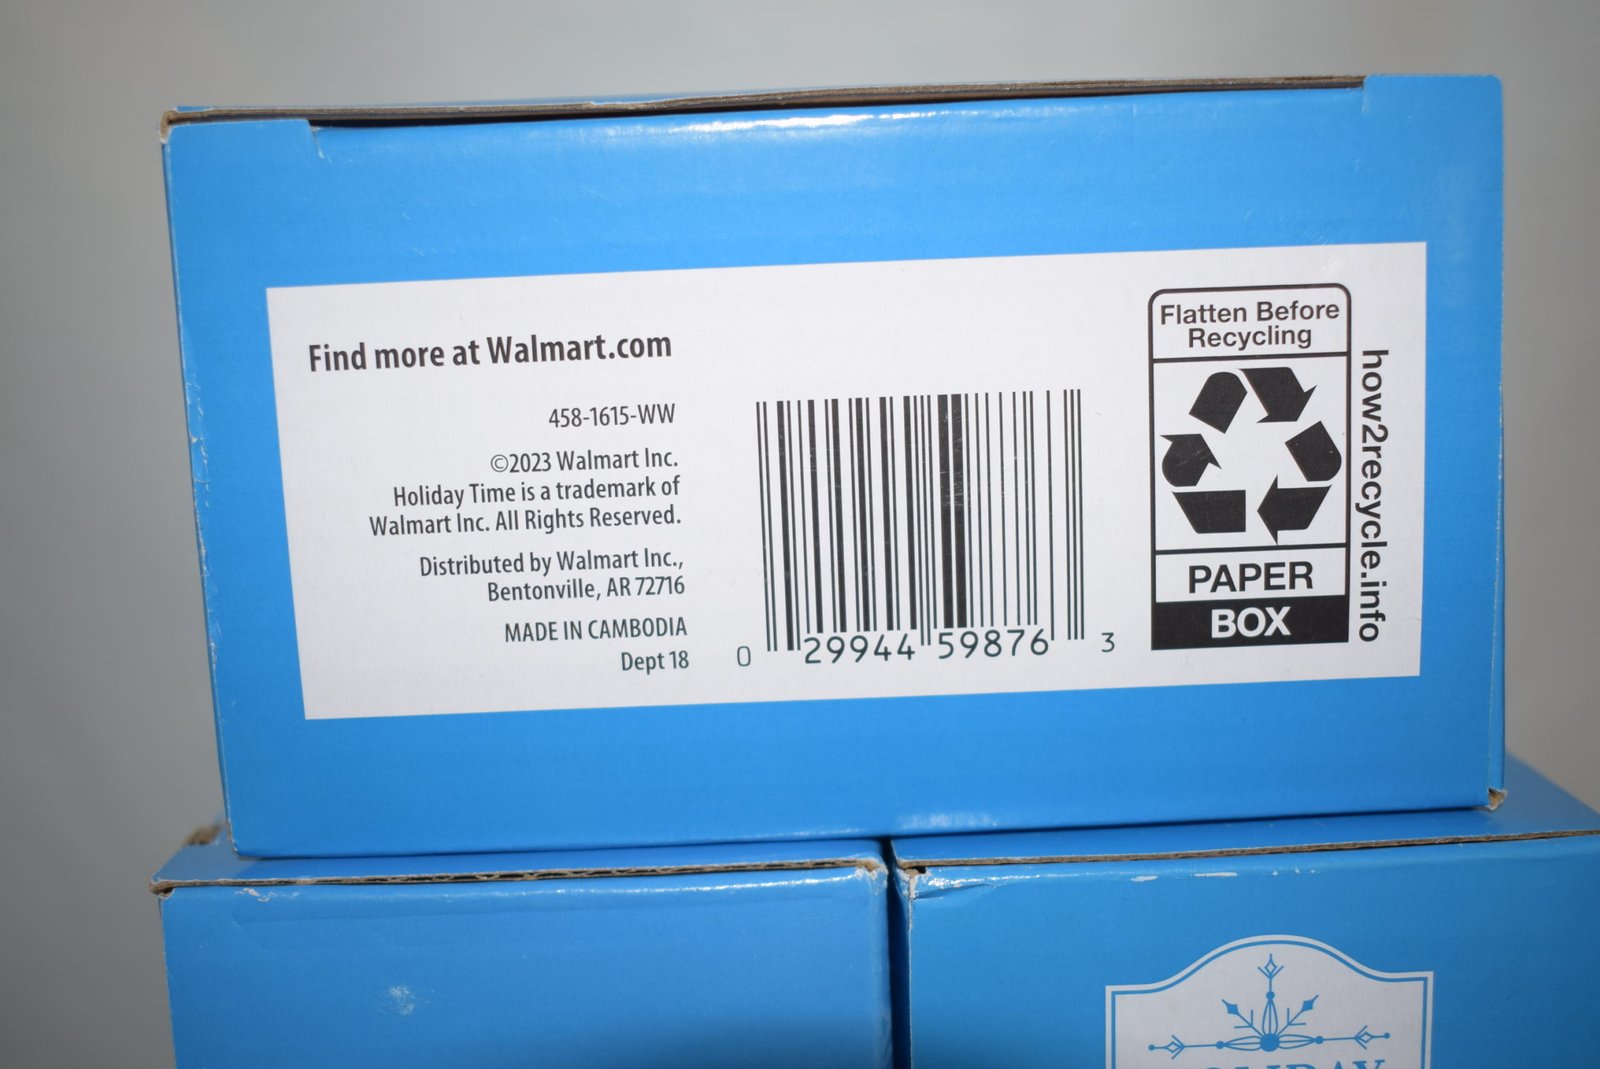 Find more at Walmart.com
458-1615-WW
©2023 Walmart Inc.
Holiday Time is a trademark of
Walmart Inc. All Rights Reserved.
Distributed by Walmart Inc.,
Bentonville, AR 72716
MADE IN CAMBODIA
Dept 18
0 29944 59876 3
Flatten Before
Recycling
PAPER
BOX
how2recycle.info